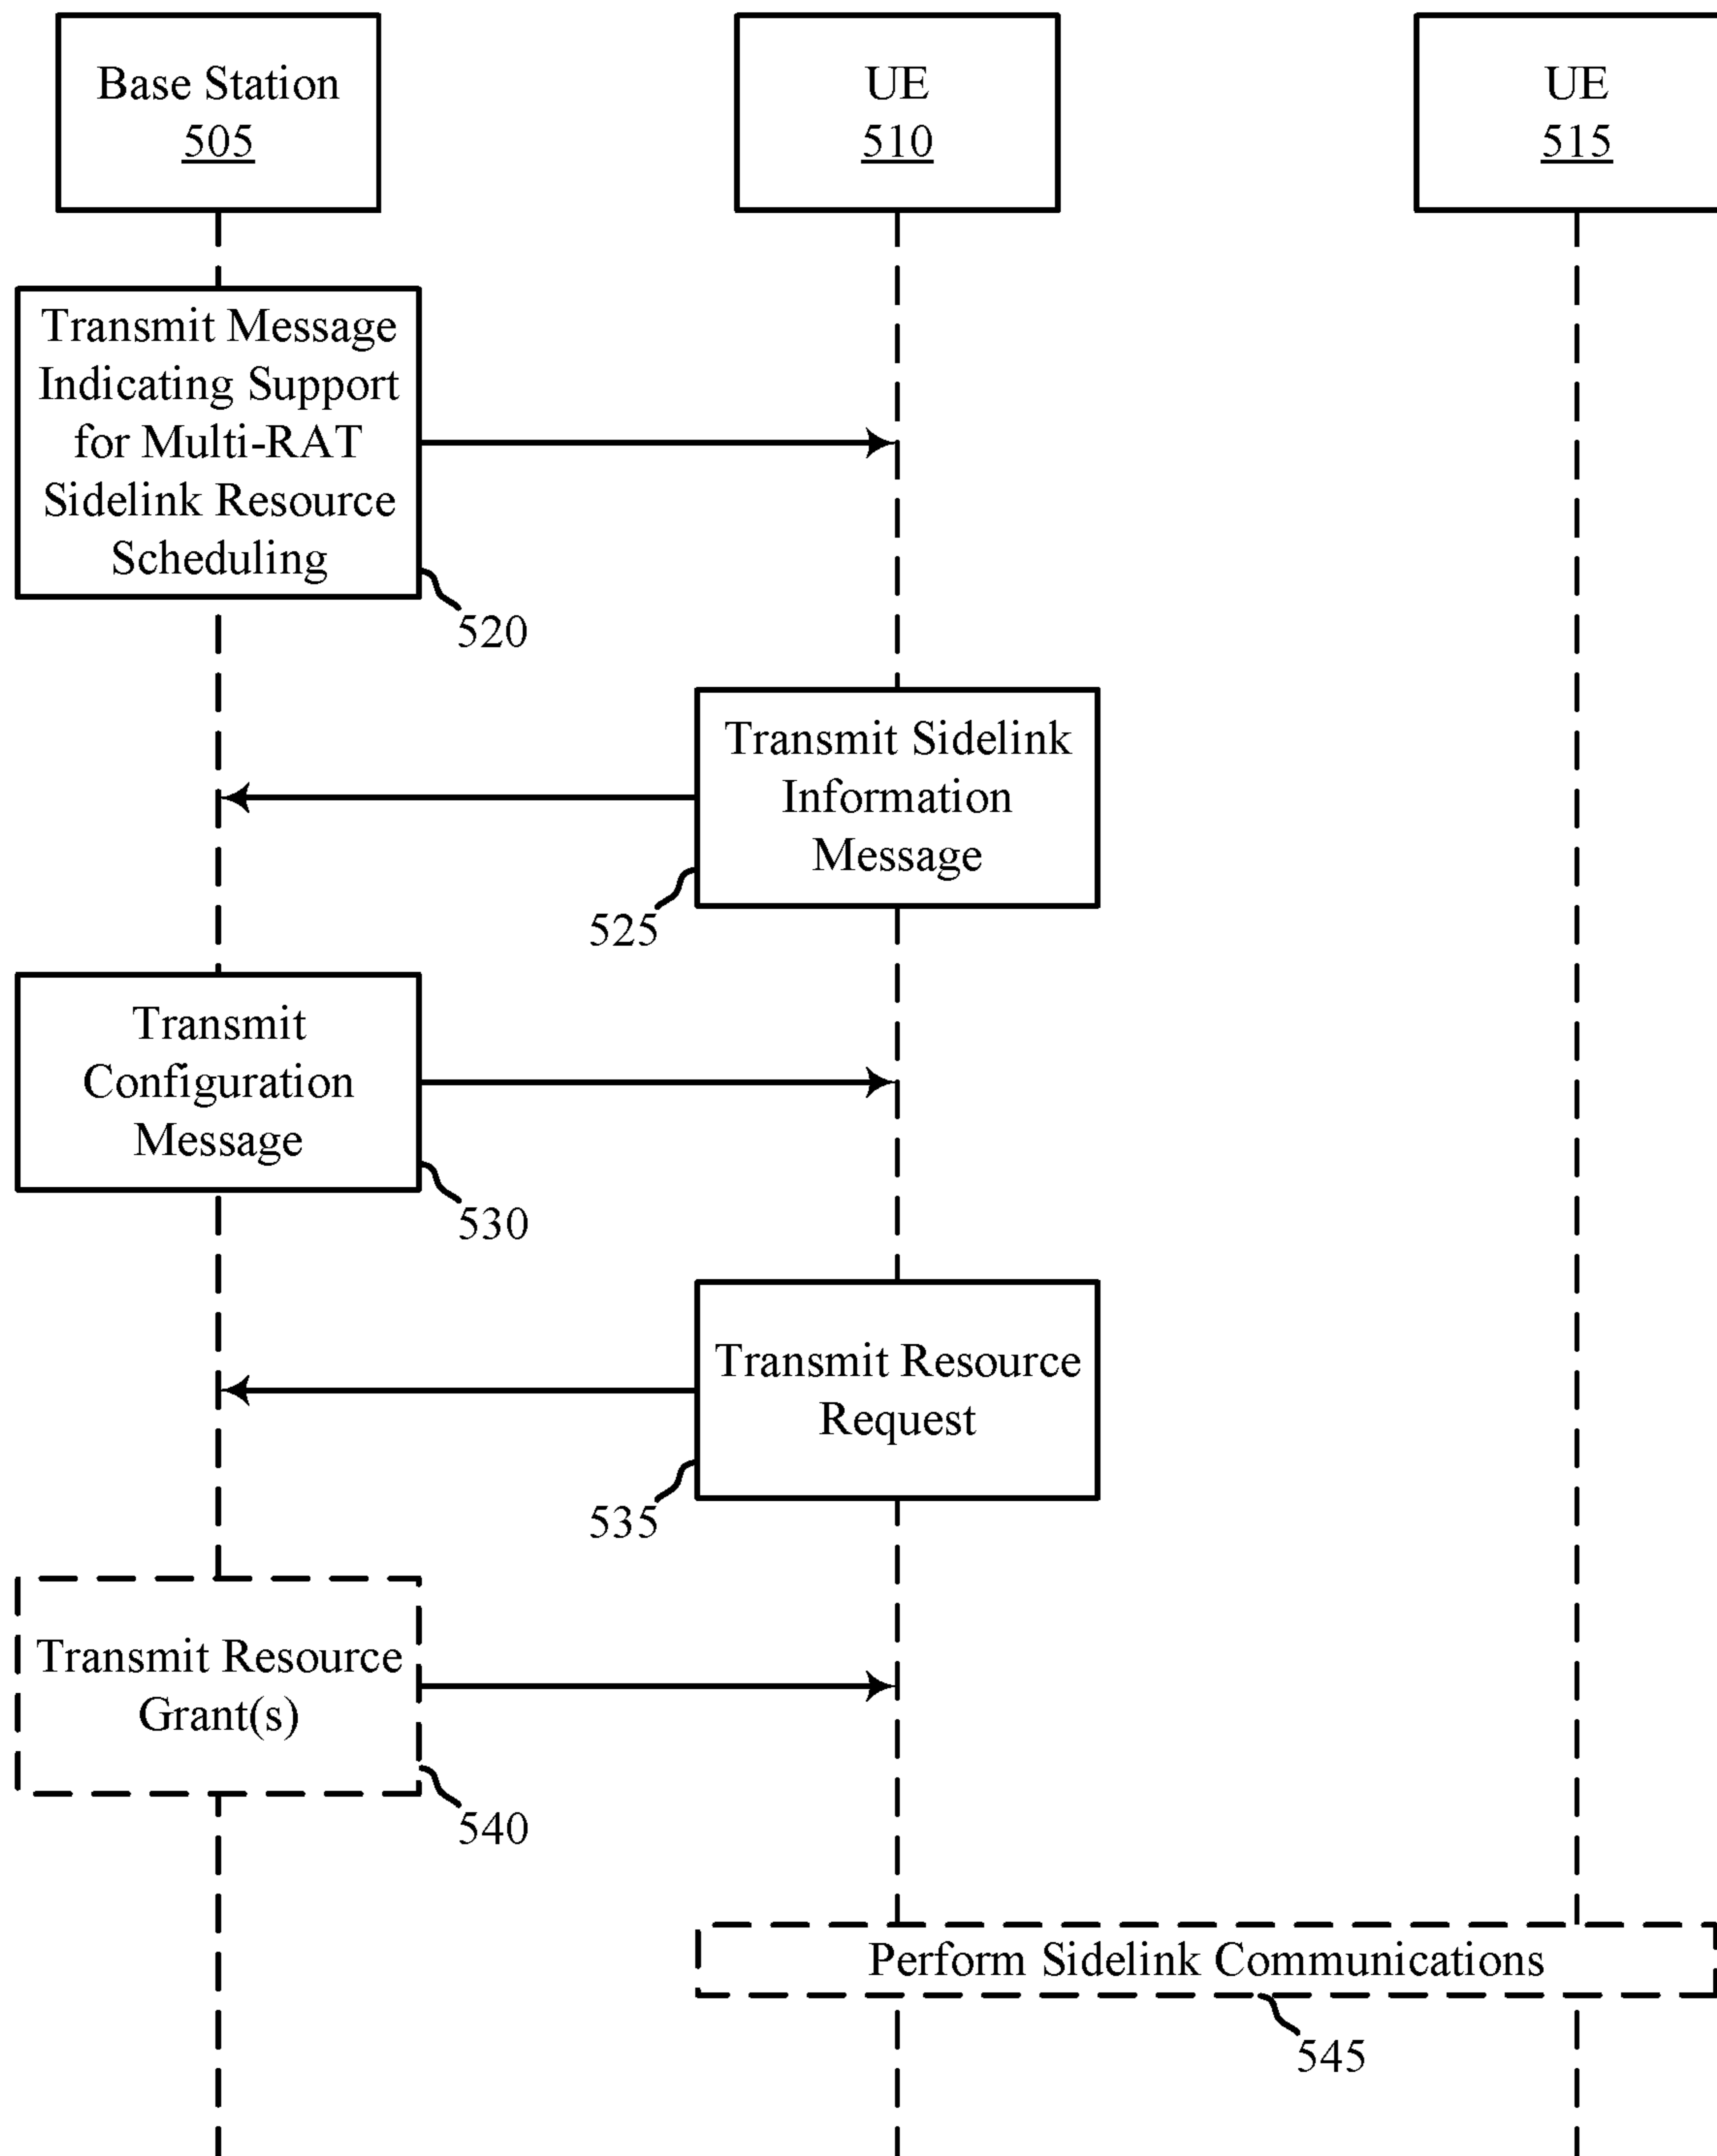 Base Station
505
UE
510
UE
515
Transmit Message
Indicating Support
for Multi-RAT
Sidelink Resource
Scheduling
520
Transmit Sidelink
Information
Message
525
Transmit
Configuration
Message
530
Transmit Resource
Request
535
Transmit Resource
Grant(s)
540
Perform Sidelink Communications
545